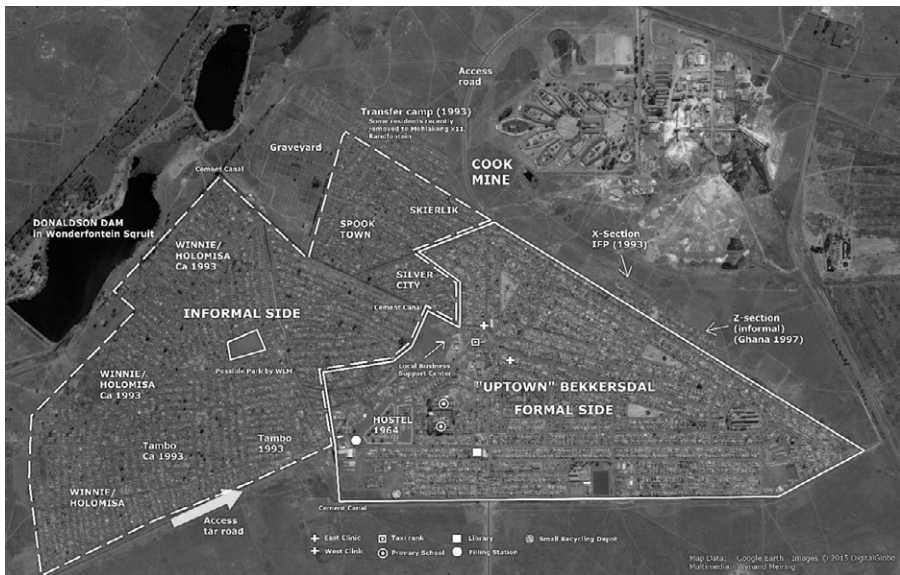 Access
road
Transfer camp (1993)
Some residents recently
removed to Mohlakeng x11.
Randfontein
Graveyard
COOK
MINE
Cement Canal
SKIERLIK
DONALDSON DAM
in Wonderfontein Sqruit
SPOOK
TOWN
X-Section
IFP (1993)
WINNIE/
HOLOMISA
Ca 1993
SILVER
CITY
Cement Canal
INFORMAL SIDE
Z-section
(informal)
(Ghana 1997)
Possible Park by WLM
Local Business
Support Center
WINNIE/
HOLOMISA
Ca 1993
"UPTOWN" BEKKERSDAL
FORMAL SIDE
HOSTEL
1964
Tambo
Ca 1993
Tambo
1993
WINNIE/
HOLOMISA
Access
tar road
Cement Canal
East Clinic
Taxi rank
Library
Small Recycling Depot
West Clinic
Primary School
Filling Station
Map Data: Google Earth Images © 2015 DigitalGlobe
Multimedia: Wynand Meiring